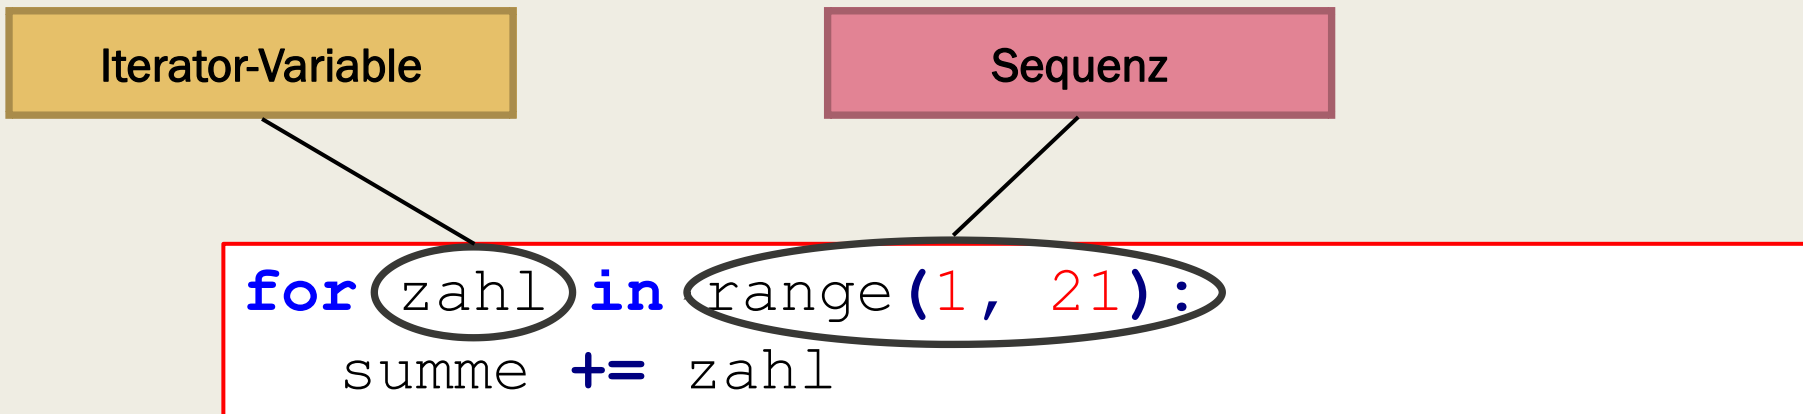 Iterator-Variable
Sequenz
for zahl in range(1, 21):
summe += zahl